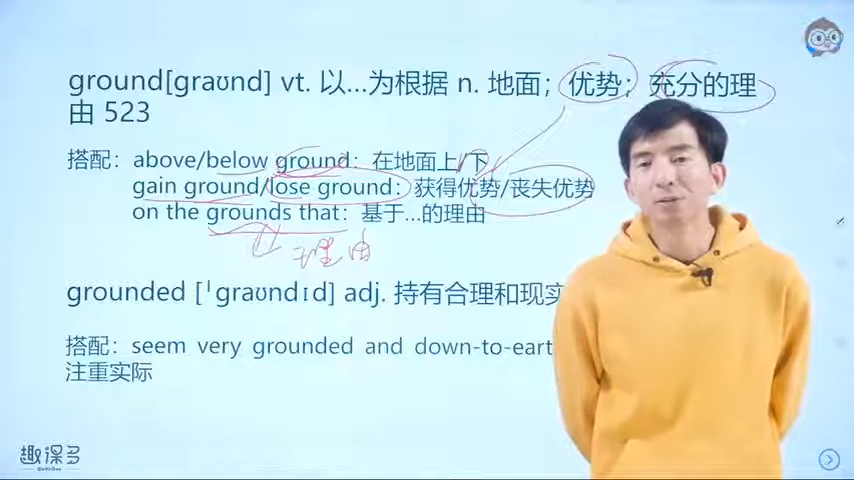 ground[graʊnd] vt. 以...为根据 n. 地面；优势；充分的理
由 523
搭配：above/below ground：在地面上/下
gain ground/lose ground：获得优势/丧失优势
on the grounds that：基于...的理由
理由
grounded [ˈgraʊndɪd] adj. 持有合理和现实
搭配：seem very grounded and down-to-eart
注重实际
趣课多
QuKeDuo